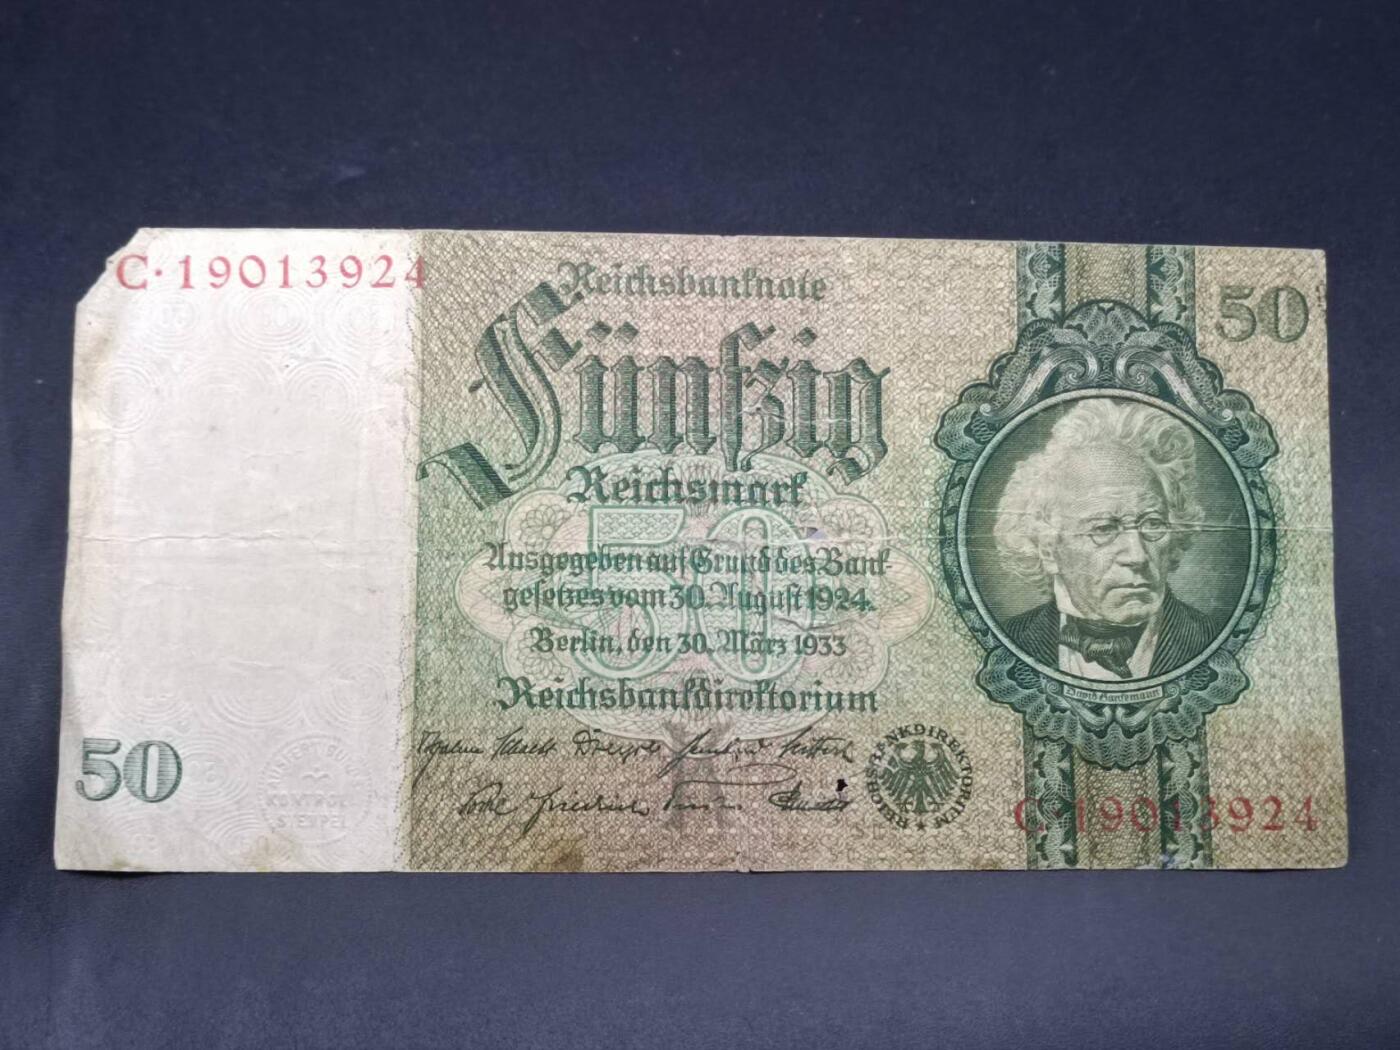 C·19013924
Reichsbanknote
50
Fünfzig
Reichsmark
50
Ausgegeben auf Grund des Bank-
gesetzes vom 30. August 1924.
Berlin, den 30. März 1933
Reichsbankdirektorium
David Hansemann
REICHSBANKDIREKTORIUM
50
KONTROLL-
STEMPEL
C·19013924